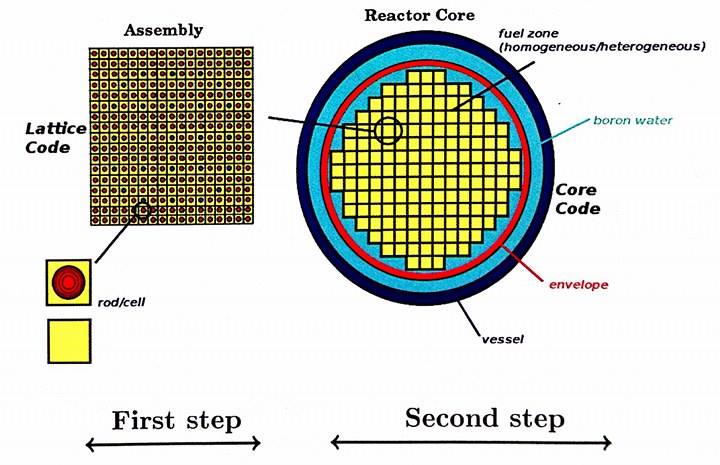 Assembly
Reactor Core
fuel zone
(homogeneous/heterogeneous)
Lattice
Code
boron water
Core
Code
envelope
rod/cell
vessel
First step
Second step